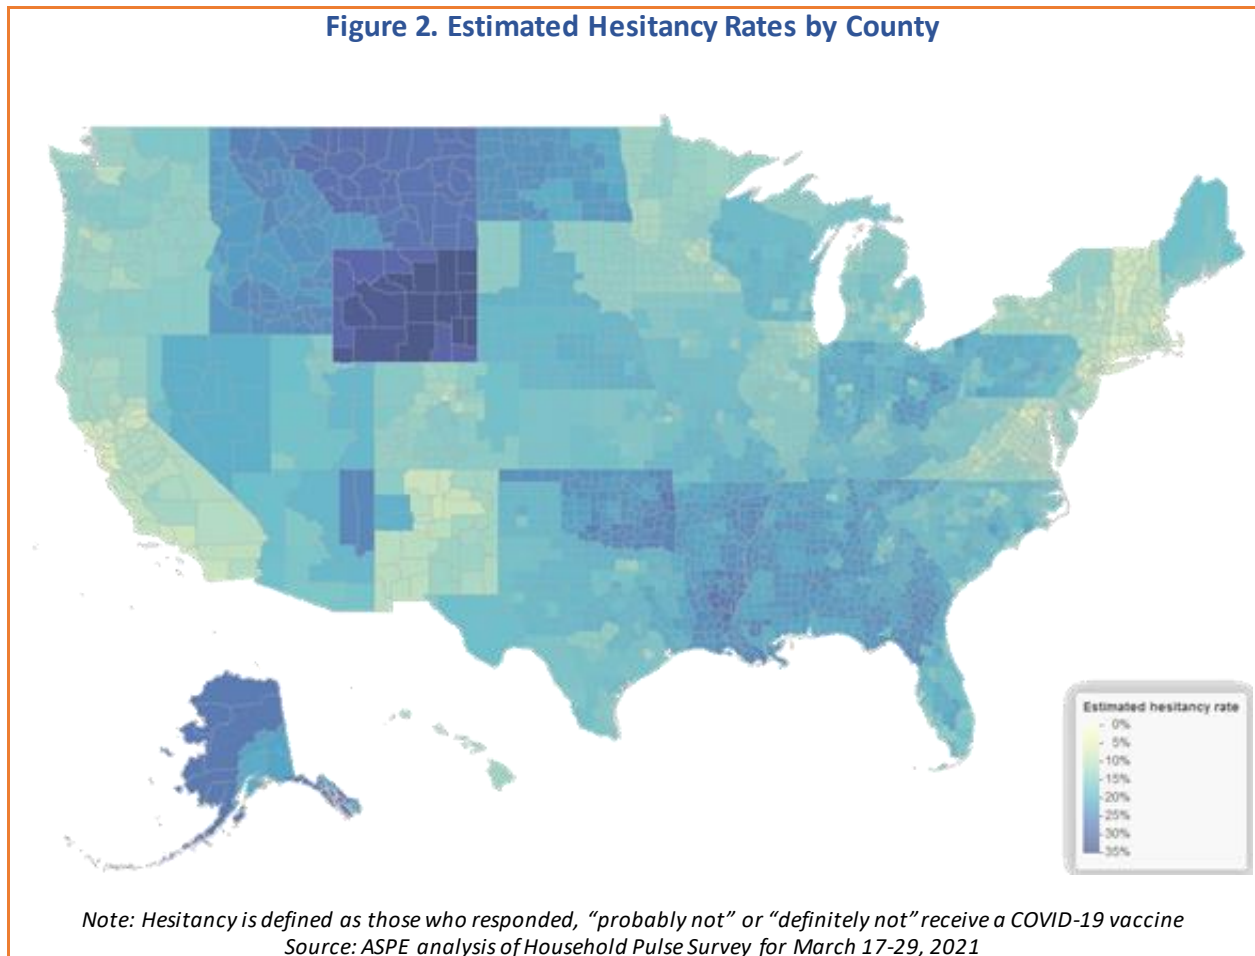 Figure 2. Estimated Hesitancy Rates by County
Estimated hesitancy rate
0%
5%
10%
15%
20%
25%
30%
35%
Note: Hesitancy is defined as those who responded, “probably not” or “definitely not” receive a COVID-19 vaccine
Source: ASPE analysis of Household Pulse Survey for March 17-29, 2021